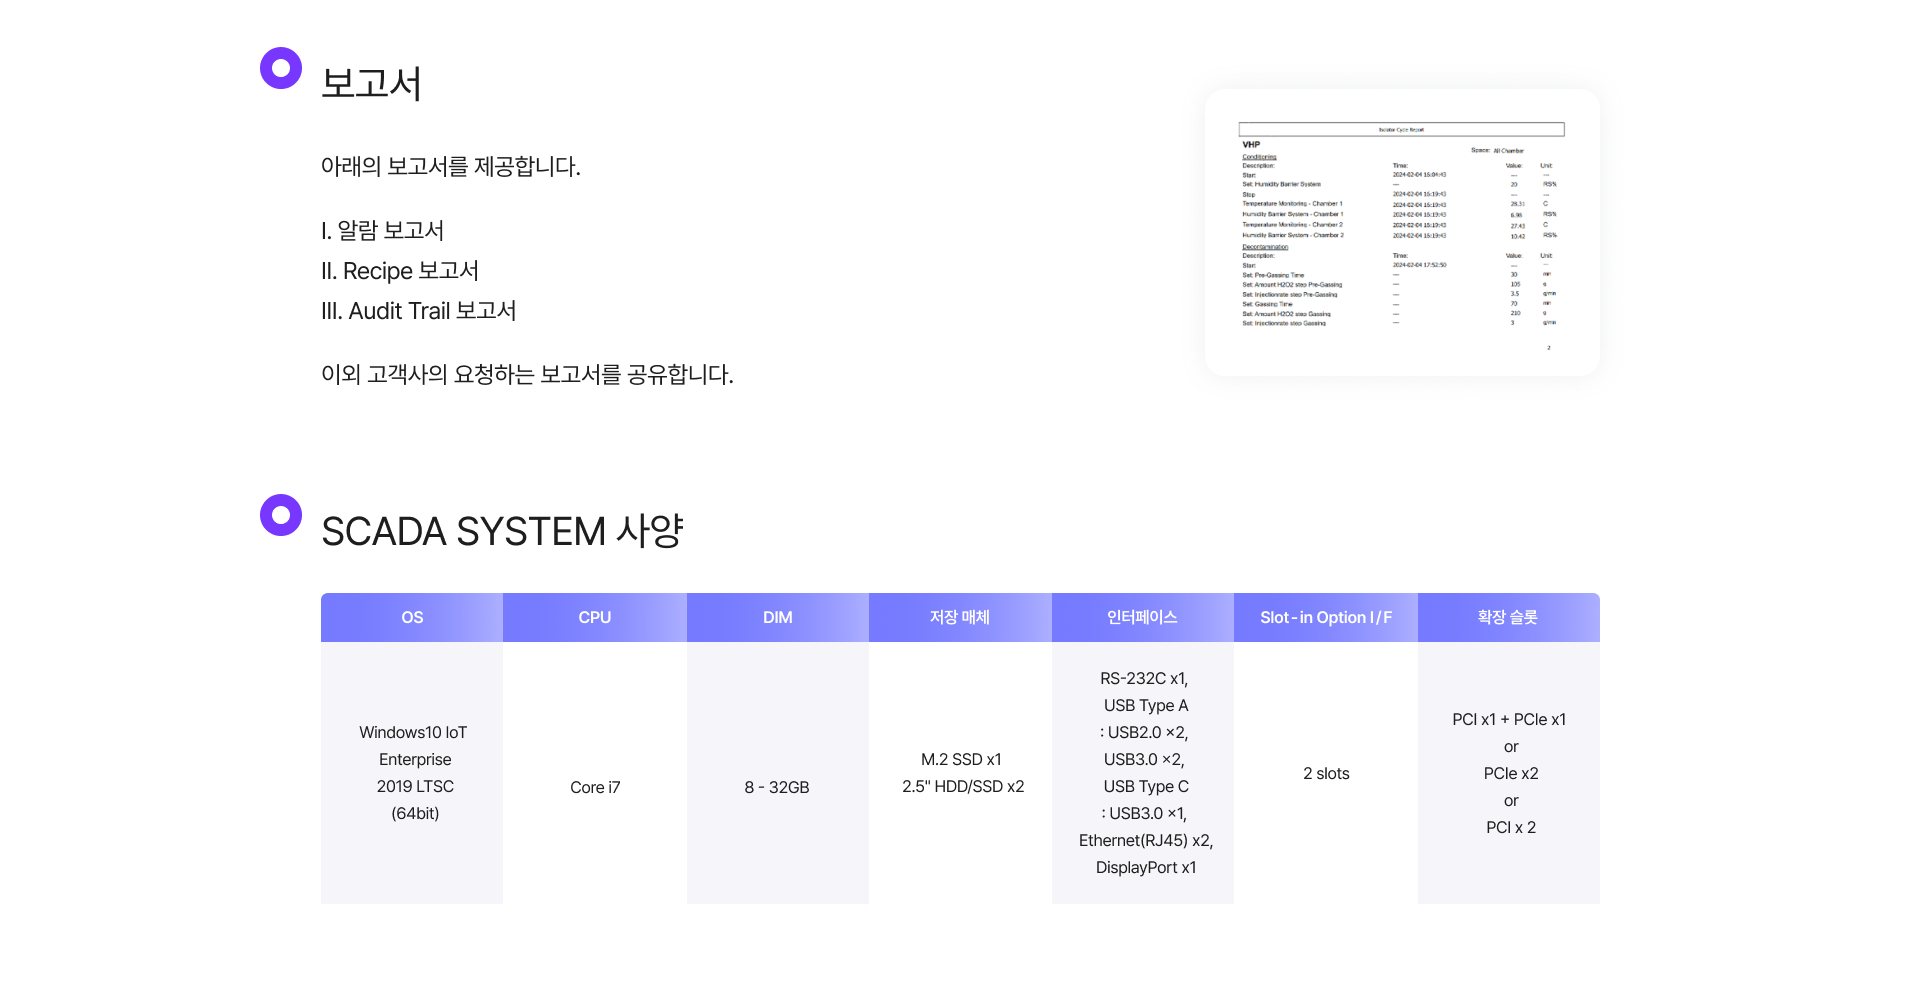 보고서
아래의 보고서를 제공합니다.
I. 알람 보고서
II. Recipe 보고서
III. Audit Trail 보고서
이외 고객사의 요청하는 보고서를 공유합니다.
Isolator Cycle Report
VHP
Space: All Chamber
Conditioning
Description: Time: Value: Unit
Start 2024-02-04 15:04:43 --- ---
Set: Humidity Barrier System --- 20 RS%
Stop 2024-02-04 15:19:43 --- ---
Temperature Monitoring - Chamber 1 2024-02-04 15:19:43 28.31 C
Humidity Barrier System - Chamber 1 2024-02-04 15:19:43 6.98 RS%
Temperature Monitoring - Chamber 2 2024-02-04 15:19:43 27.43 C
Humidity Barrier System - Chamber 2 2024-02-04 15:19:43 10.42 RS%
Decontamination
Description: Time: Value: Unit
Start 2024-02-04 17:52:50 --- ---
Set: Pre-Gassing Time --- 30 min
Set: Amount H2O2 step Pre-Gassing --- 105 g
Set: Injectionrate step Pre-Gassing --- 3.5 g/min
Set: Gassing Time --- 70 min
Set: Amount H2O2 step Gassing --- 210 g
Set: Injectionrate step Gassing --- 3 g/min
2
SCADA SYSTEM 사양
OS CPU DIM 저장 매체 인터페이스 Slot-in Option I/F 확장 슬롯
Windows10 IoT
Enterprise
2019 LTSC
(64bit)
Core i7
8 - 32GB
M.2 SSD x1
2.5" HDD/SSD x2
RS-232C x1,
USB Type A
: USB2.0 ×2,
USB3.0 ×2,
USB Type C
: USB3.0 ×1,
Ethernet(RJ45) x2,
DisplayPort x1
2 slots
PCI x1 + PCIe x1
or
PCIe x2
or
PCI x 2